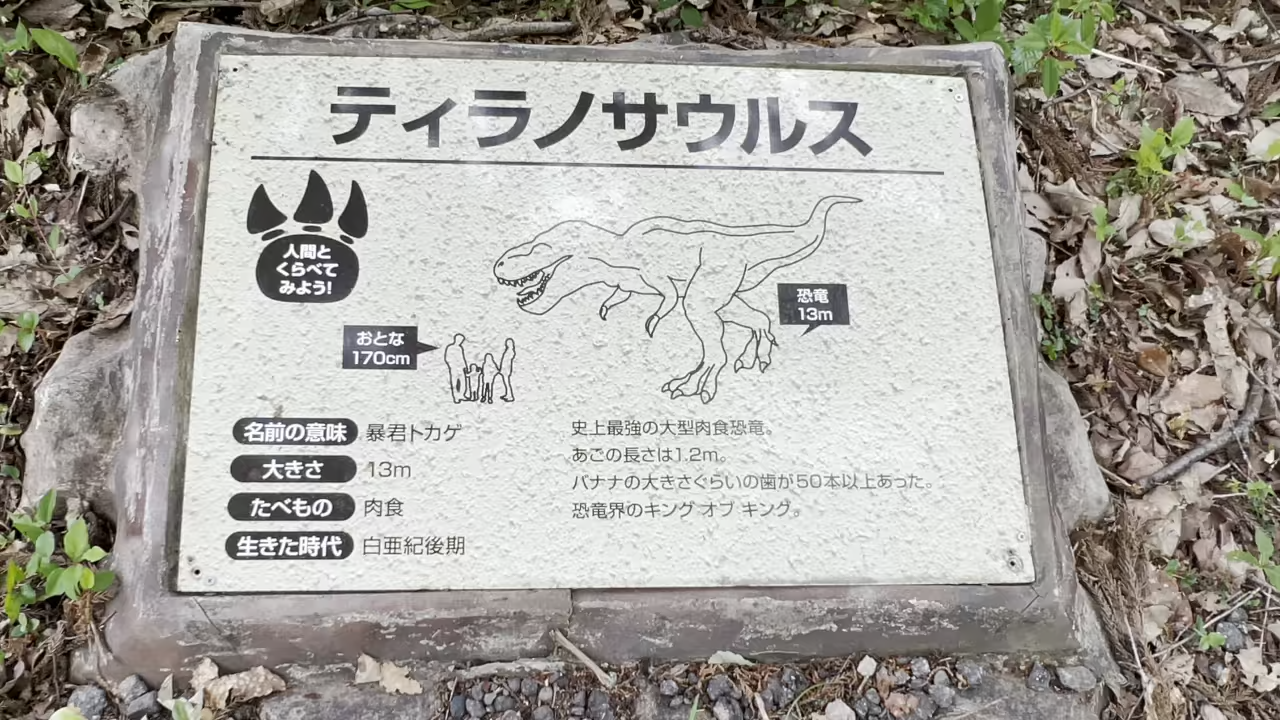 ティラノサウルス
人間と
くらべて
みよう!
恐竜
13m
おとな
170cm
名前の意味 暴君トカゲ
大きさ 13m
たべもの 肉食
生きた時代 白亜紀後期
史上最強の大型肉食恐竜。
あごの長さは1.2m。
バナナの大きさぐらいの歯が50本以上あった。
恐竜界のキング オブ キング。